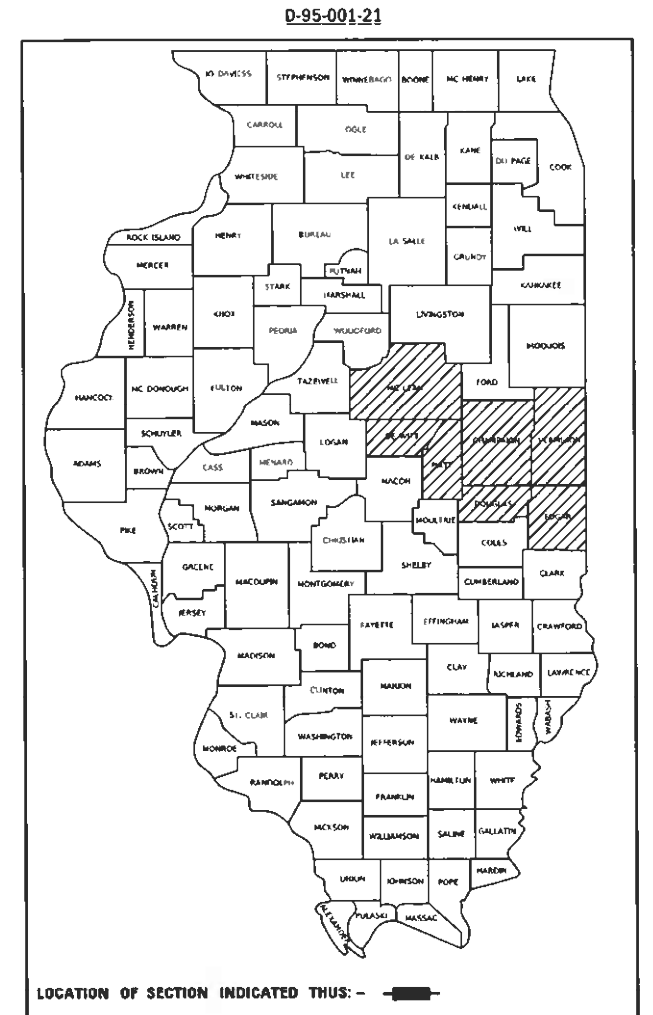 D-95-001-21
JO DAVIESS STEPHENSON WINNEBAGO BOONE MC HENRY LAKE
CARROLL OGLE DE KALB KANE DU PAGE COOK
WHITESIDE LEE
KENDALL
ROCK ISLAND HENRY BUREAU LA SALLE WILL
MERCER PUTNAM GRUNDY
STARK MARSHALL KANKAKEE
HENDERSON WARREN KNOX PEORIA WOODFORD LIVINGSTON IROQUOIS
HANCOCK MC DONOUGH FULTON TAZEWELL MC LEAN FORD
MASON
SCHUYLER LOGAN DE WITT CHAMPAIGN VERMILION
ADAMS BROWN CASS MENARD MACON PIATT
MORGAN SANGAMON DOUGLAS EDGAR
PIKE SCOTT CHRISTIAN MOULTRIE COLES
GREENE MACOUPIN MONTGOMERY SHELBY CUMBERLAND CLARK
CALHOUN JERSEY
FAYETTE EFFINGHAM JASPER CRAWFORD
MADISON BOND
CLAY RICHLAND LAWRENCE
CLINTON MARION
ST. CLAIR WAYNE EDWARDS WABASH
MONROE WASHINGTON JEFFERSON
RANDOLPH PERRY HAMILTON WHITE
FRANKLIN
JACKSON WILLIAMSON SALINE GALLATIN
UNION JOHNSON POPE HARDIN
ALEXANDER PULASKI MASSAC
LOCATION OF SECTION INDICATED THUS: -